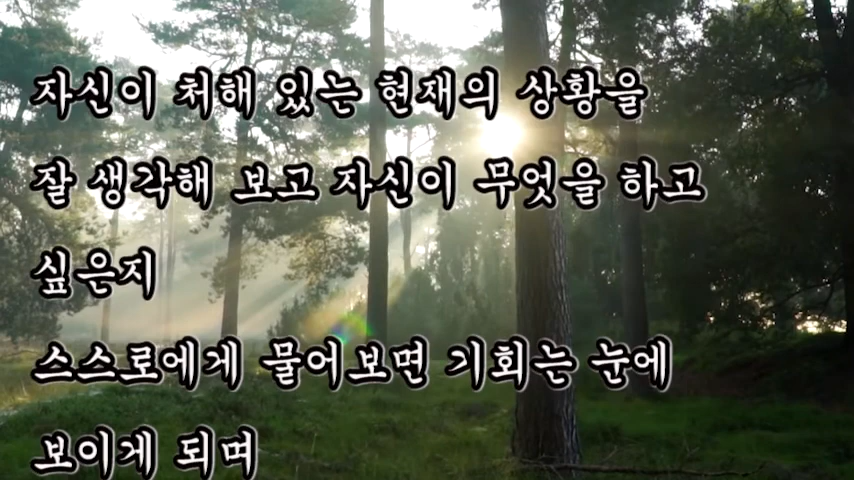 자신이 처해 있는 현재의 상황을
잘 생각해 보고 자신이 무엇을 하고
싶은지
스스로에게 물어보면 기회는 눈에
보이게 되며